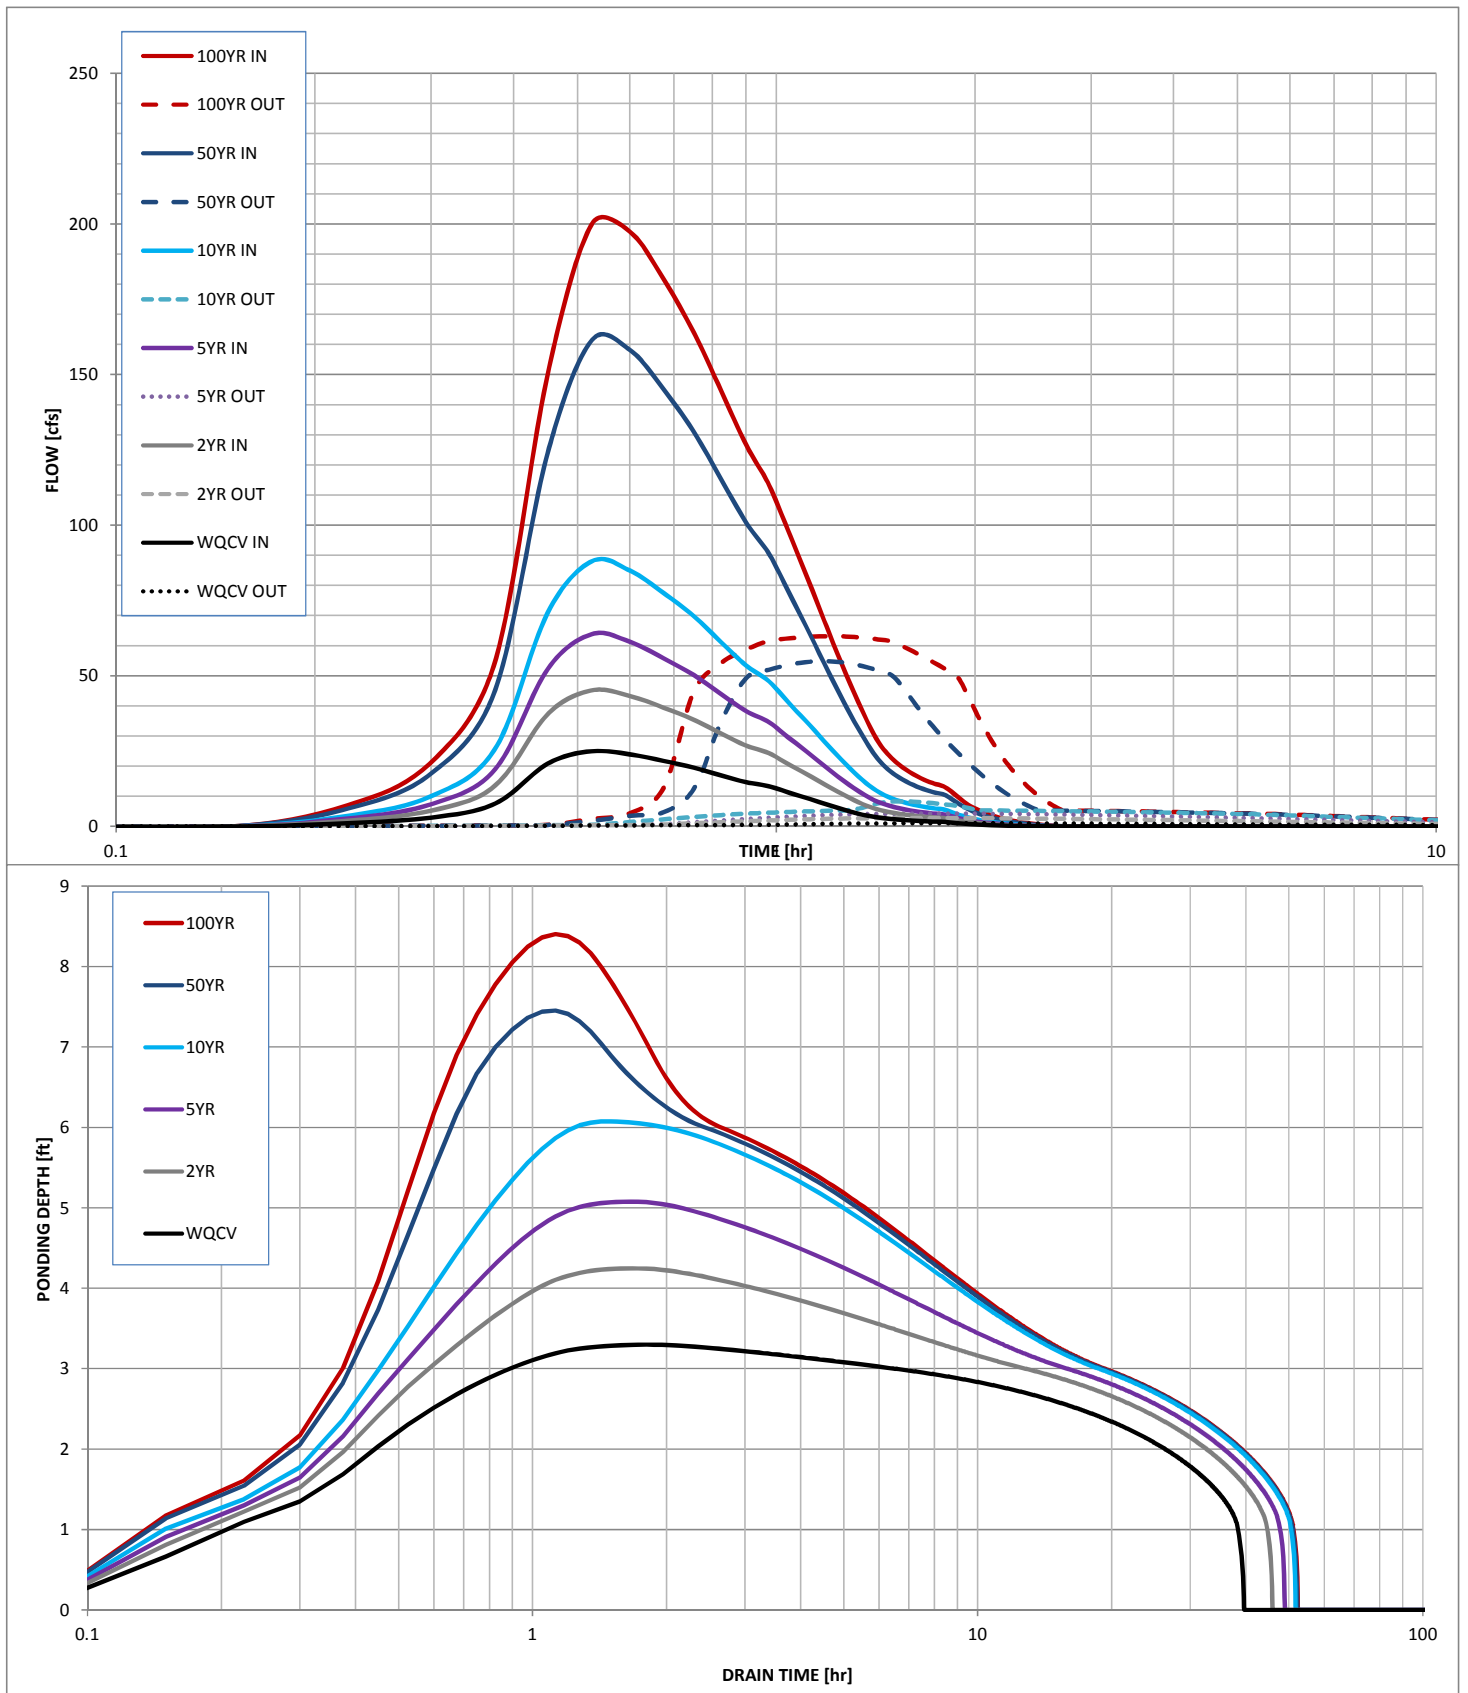 100YR IN
100YR OUT
50YR IN
50YR OUT
10YR IN
10YR OUT
5YR IN
5YR OUT
2YR IN
2YR OUT
WQCV IN
WQCV OUT
250
200
150
100
50
0
FLOW [cfs]
0.1
1
10
TIME [hr]
100YR
50YR
10YR
5YR
2YR
WQCV
9
8
7
6
5
4
3
2
1
0
PONDING DEPTH [ft]
0.1
1
10
100
DRAIN TIME [hr]